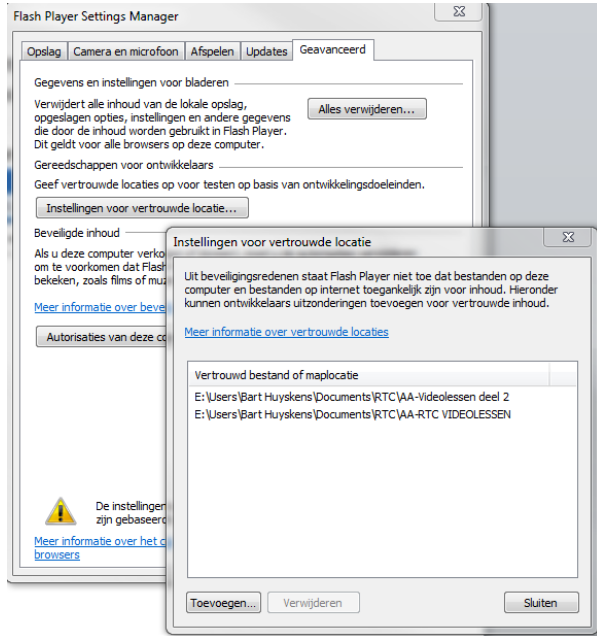 Flash Player Settings Manager
Opslag Camera en microfoon Afspelen Updates Geavanceerd
Gegevens en instellingen voor bladeren
Verwijdert alle inhoud van de lokale opslag,
opgeslagen opties, instellingen en andere gegevens
die door de inhoud worden gebruikt in Flash Player.
Dit geldt voor alle browsers op deze computer.
Alles verwijderen...
Gereedschappen voor ontwikkelaars
Geef vertrouwde locaties op voor testen op basis van ontwikkelingsdoeleinden.
Instellingen voor vertrouwde locatie...
Beveiligde inhoud
Als u deze computer
om te voorkomen dat Flash
bekeken, zoals films of
Meer informatie over
Autorisaties van deze
De instellingen
zijn
Meer informatie over het
browsers
Instellingen voor vertrouwde locatie
Uit beveiligingsredenen staat Flash Player niet toe dat bestanden op deze
computer en bestanden op internet toegankelijk zijn voor inhoud. Hieronder
kunnen ontwikkelaars uitzonderingen toevoegen voor vertrouwde inhoud.
Meer informatie over vertrouwde locaties
Vertrouwd bestand of maplocatie
E:\Users\Bart Huyskens\Documents\RTC\AA-Videolessen deel 2
E:\Users\Bart Huyskens\Documents\RTC\AA-RTC VIDEOLESSEN
Toevoegen... Verwijderen Sluiten